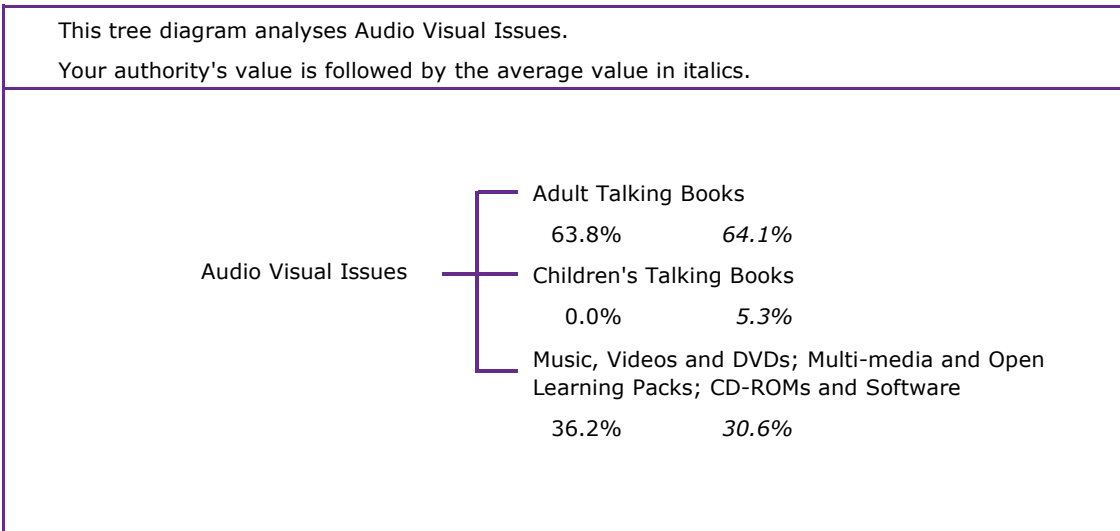 This tree diagram analyses Audio Visual Issues.
Your authority's value is followed by the average value in italics.
Adult Talking Books
63.8% 64.1%
Audio Visual Issues
Children's Talking Books
0.0% 5.3%
Music, Videos and DVDs; Multi-media and Open
Learning Packs; CD-ROMs and Software
36.2% 30.6%